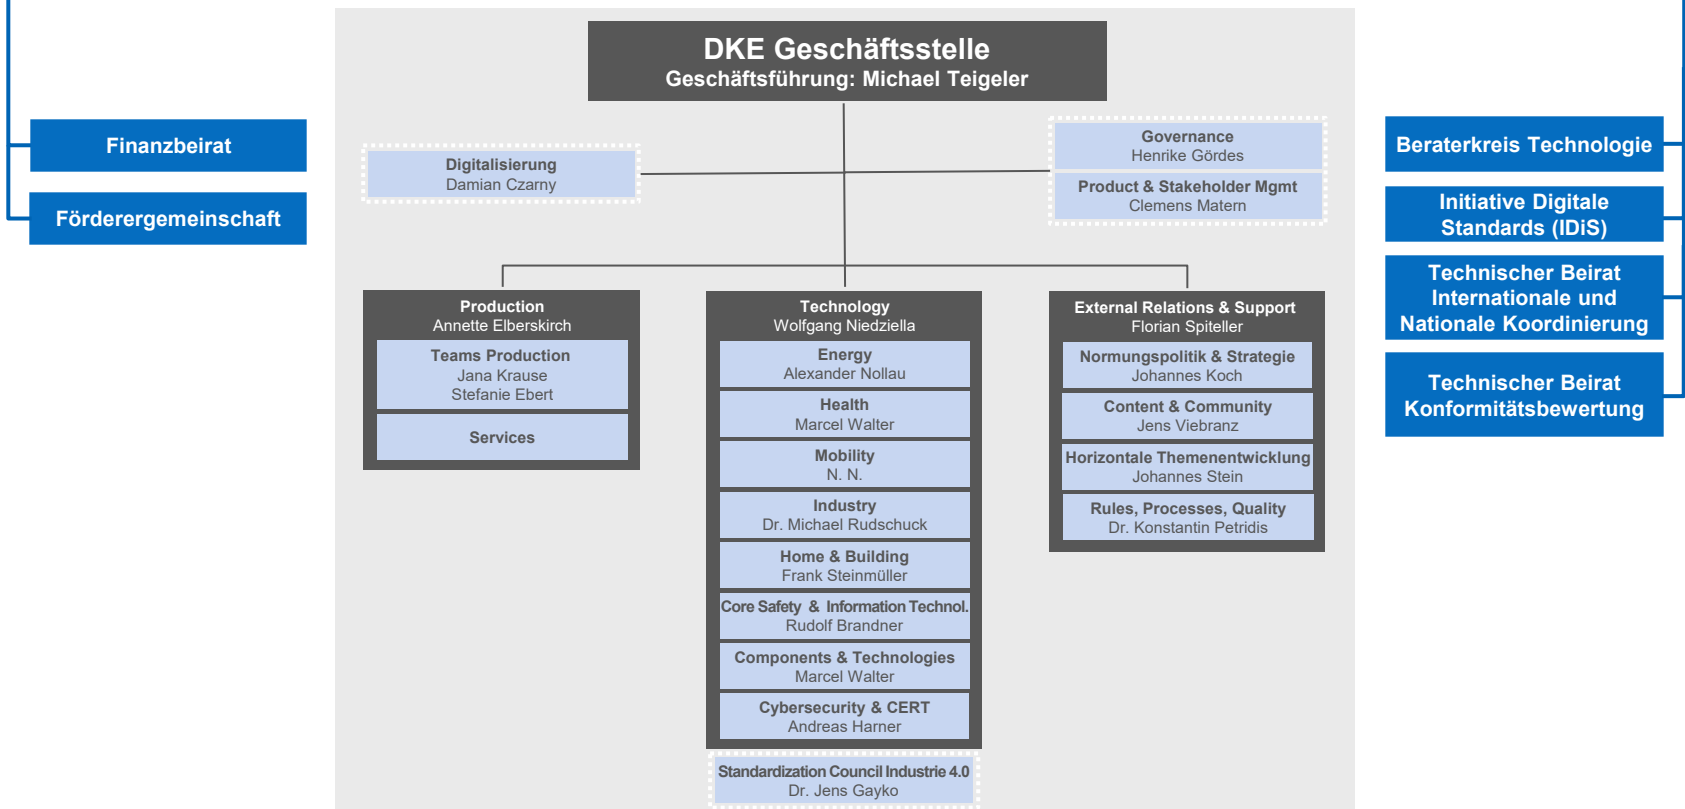 DKE Geschäftsstelle
Geschäftsführung: Michael Teigeler
Finanzbeirat
Förderergemeinschaft
Digitalisierung
Damian Czarny
Governance
Henrike Gördes
Product & Stakeholder Mgmt
Clemens Matern
Beraterkreis Technologie
Initiative Digitale
Standards (IDiS)
Technischer Beirat
Internationale und
Nationale Koordinierung
Technischer Beirat
Konformitätsbewertung
Production
Annette Elberskirch
Teams Production
Jana Krause
Stefanie Ebert
Services
Technology
Wolfgang Niedziella
Energy
Alexander Nollau
Health
Marcel Walter
Mobility
N. N.
Industry
Dr. Michael Rudschuck
Home & Building
Frank Steinmüller
Core Safety & Information Technol.
Rudolf Brandner
Components & Technologies
Marcel Walter
Cybersecurity & CERT
Andreas Harner
Standardization Council Industrie 4.0
Dr. Jens Gayko
External Relations & Support
Florian Spiteller
Normungspolitik & Strategie
Johannes Koch
Content & Community
Jens Viebranz
Horizontale Themenentwicklung
Johannes Stein
Rules, Processes, Quality
Dr. Konstantin Petridis